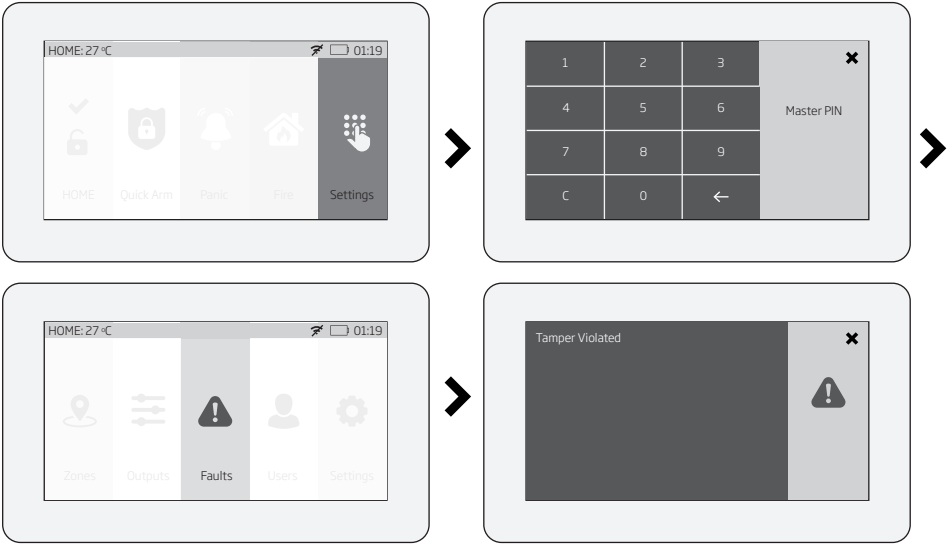 HOME: 27 ºC 01:19
HOME Quick Arm Panic Fire Settings
1 2 3
4 5 6
7 8 9
C 0
Master PIN
HOME: 27 ºC 01:19
Zones Outputs Faults Users Settings
Tamper Violated